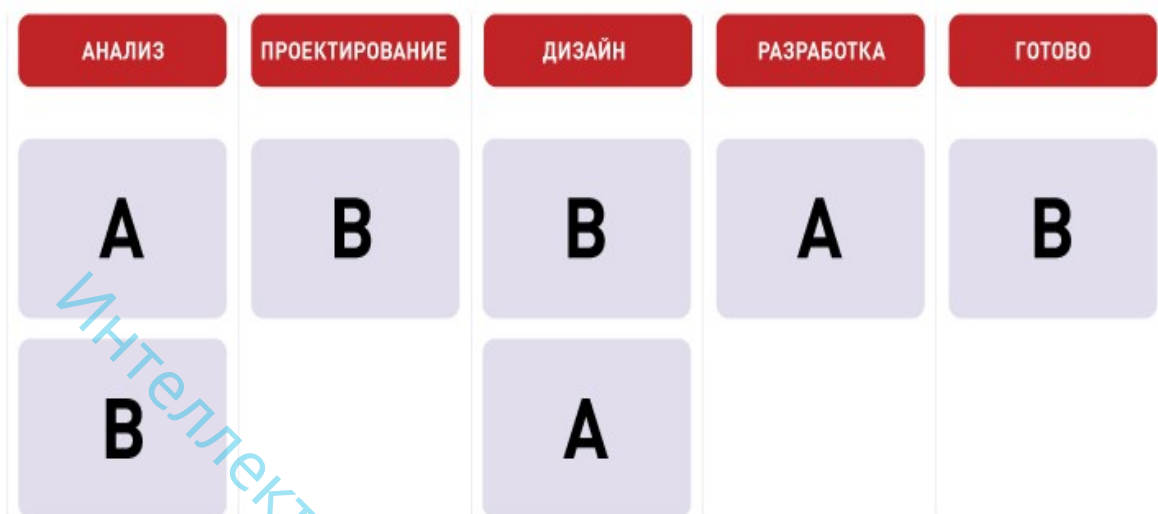 АНАЛИЗ ПРОЕКТИРОВАНИЕ ДИЗАЙН РАЗРАБОТКА ГОТОВО
А В В А В
В А